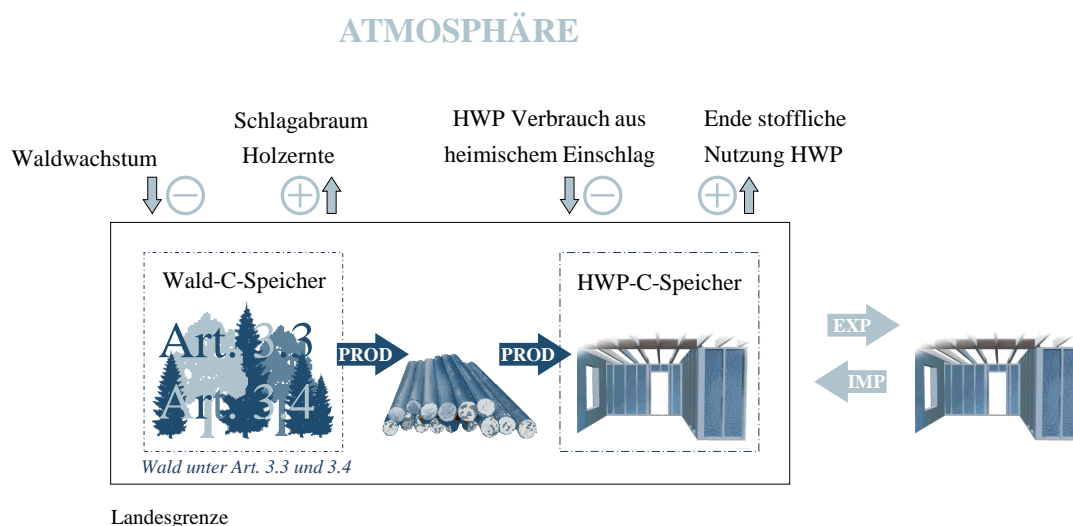 ATMOSPHÄRE
Waldwachstum
Schlagabraum
Holzernte
HWP Verbrauch aus
heimischem Einschlag
Ende stoffliche
Nutzung HWP
Wald-C-Speicher
HWP-C-Speicher
Art. 3.3
Art. 3.4
PROD
PROD
EXP
IMP
Wald unter Art. 3.3 und 3.4
Landesgrenze